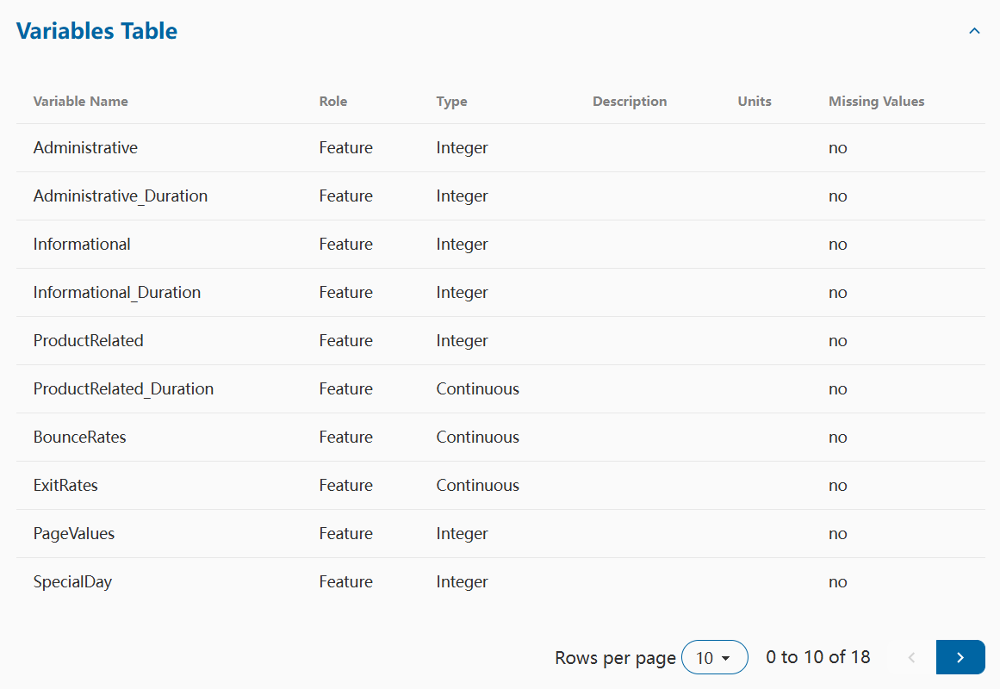 Variables Table
Variable Name Role Type Description Units Missing Values
Administrative Feature Integer no
Administrative_Duration Feature Integer no
Informational Feature Integer no
Informational_Duration Feature Integer no
ProductRelated Feature Integer no
ProductRelated_Duration Feature Continuous no
BounceRates Feature Continuous no
ExitRates Feature Continuous no
PageValues Feature Integer no
SpecialDay Feature Integer no
Rows per page 10 0 to 10 of 18